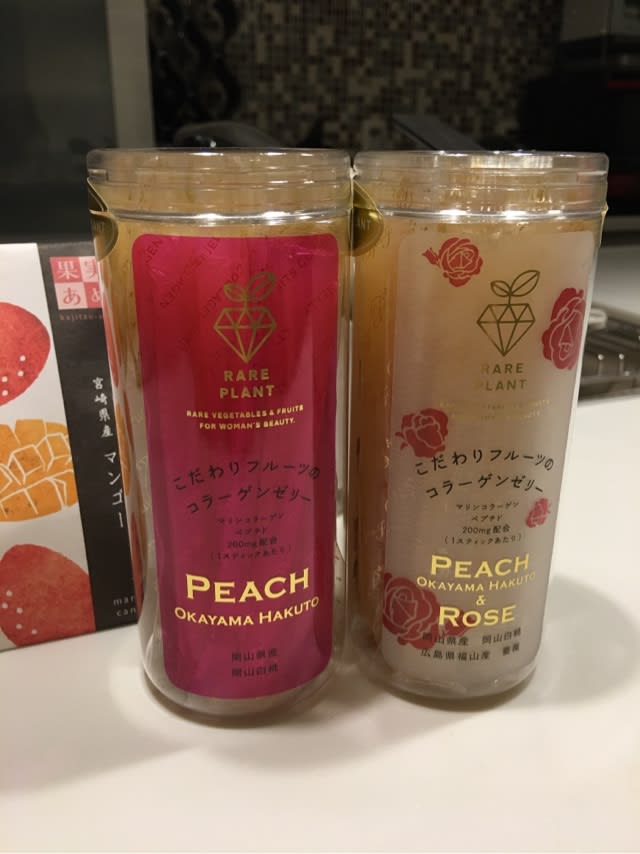 果実
あめ
kajitsu-a
宮崎県産 マンゴー
man
can
RARE
PLANT
RARE VEGETABLES & FRUITS
FOR WOMAN'S BEAUTY.
こだわりフルーツの
コラーゲンゼリー
マリンコラーゲン
ペプチド
200mg配合
(1スティックあたり)
PEACH
OKAYAMA HAKUTO
岡山県産
岡山白桃
RARE
PLANT
こだわりフルーツの
コラーゲンゼリー
マリンコラーゲン
ペプチド
200mg配合
(1スティックあたり)
PEACH
OKAYAMA HAKUTO
&
ROSE
岡山県産 岡山白桃
広島県福山産 薔薇